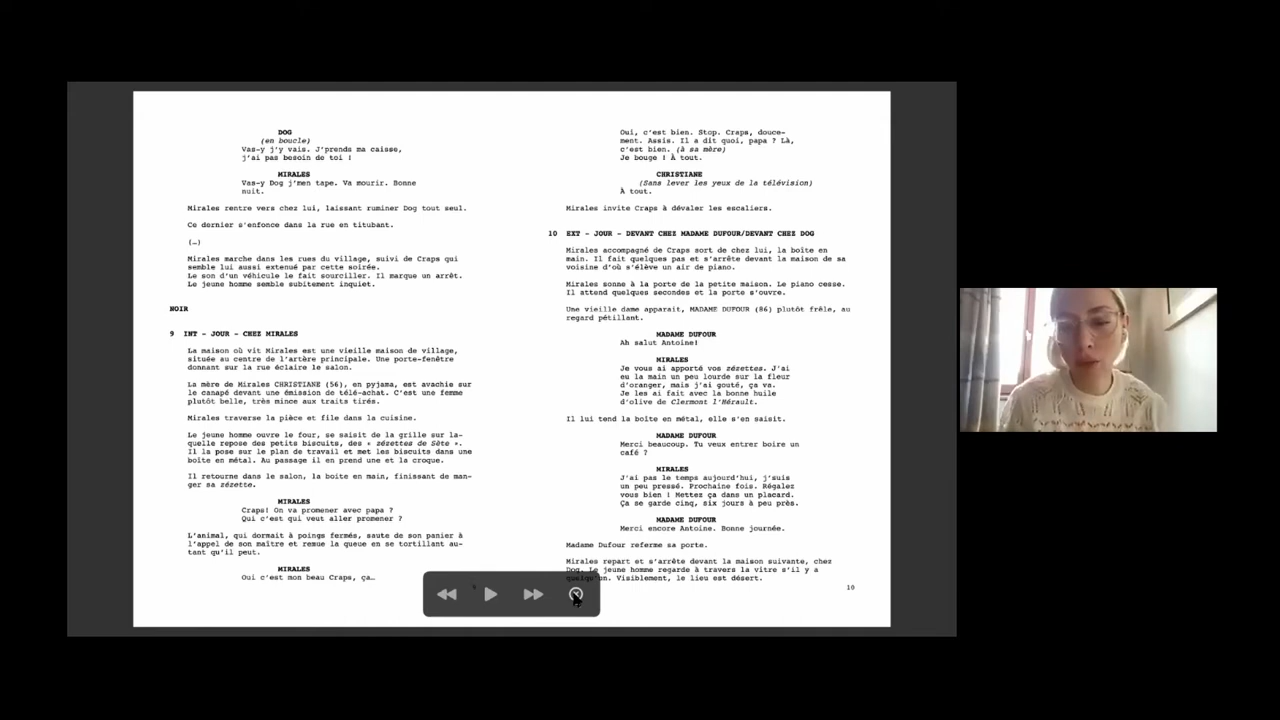 DOG
(en boucle)
Vas-y j'y vais. J'prends ma caisse,
j'ai pas besoin de toi !
MIRALES
Vas-y Dog j'men tape. Va mourir. Bonne
nuit.
Mirales rentre vers chez lui, laissant ruminer Dog tout seul.
Ce dernier s'enfonce dans la rue en titubant.
(…)
Mirales marche dans les rues du village, suivi de Craps qui
semble lui aussi extenué par cette soirée.
Le son d'un véhicule le fait sourciller. Il marque un arrêt.
Le jeune homme semble subitement inquiet.
NOIR
9 INT - JOUR - CHEZ MIRALES
La maison où vit Mirales est une vieille maison de village,
située au centre de l'artère principale. Une porte-fenêtre
donnant sur la rue éclaire le salon.
La mère de Mirales CHRISTIANE (56), en pyjama, est avachie sur
le canapé devant une émission de télé-achat. C'est une femme
plutôt belle, très mince aux traits tirés.
Mirales traverse la pièce et file dans la cuisine.
Le jeune homme ouvre le four, se saisit de la grille sur la-
quelle repose des petits biscuits, des « zézettes de Sète ».
Il la pose sur le plan de travail et met les biscuits dans une
boîte en métal. Au passage il en prend une et la croque.
Il retourne dans le salon, la boite en main, finissant de man-
ger sa zézette.
MIRALES
Craps! On va promener avec papa ?
Qui c'est qui veut aller promener ?
L'animal, qui dormait à poings fermés, saute de son panier à
l'appel de son maître et remue la queue en se tortillant au-
tant qu'il peut.
MIRALES
Oui c'est mon beau Craps, ça…
Oui, c'est bien. Stop. Craps, douce-
ment. Assis. Il a dit quoi, papa ? Là,
c'est bien. (à sa mère)
Je bouge ! À tout.
CHRISTIANE
(Sans lever les yeux de la télévision)
À tout.
Mirales invite Craps à dévaler les escaliers.
10 EXT - JOUR - DEVANT CHEZ MADAME DUFOUR/DEVANT CHEZ DOG
Mirales accompagné de Craps sort de chez lui, la boîte en
main. Il fait quelques pas et s'arrête devant la maison de sa
voisine d'où s'élève un air de piano.
Mirales sonne à la porte de la petite maison. Le piano cesse.
Il attend quelques secondes et la porte s'ouvre.
Une vieille dame apparait, MADAME DUFOUR (86) plutôt frêle, au
regard pétillant.
MADAME DUFOUR
Ah salut Antoine!
MIRALES
Je vous ai apporté vos zézettes. J'ai
eu la main un peu lourde sur la fleur
d'oranger, mais j'ai gouté, ça va.
Je les ai fait avec la bonne huile
d'olive de Clermont l'Hérault.
Il lui tend la boîte en métal, elle s'en saisit.
MADAME DUFOUR
Merci beaucoup. Tu veux entrer boire un
café ?
MIRALES
J'ai pas le temps aujourd'hui, j'suis
un peu pressé. Prochaine fois. Régalez
vous bien ! Mettez ça dans un placard.
Ça se garde cinq, six jours à peu près.
MADAME DUFOUR
Merci encore Antoine. Bonne journée.
Madame Dufour referme sa porte.
Mirales repart et s'arrête devant la maison suivante, chez
Dog. Le jeune homme regarde à travers la vitre s'il y a
quelqu'un. Visiblement, le lieu est désert.
10